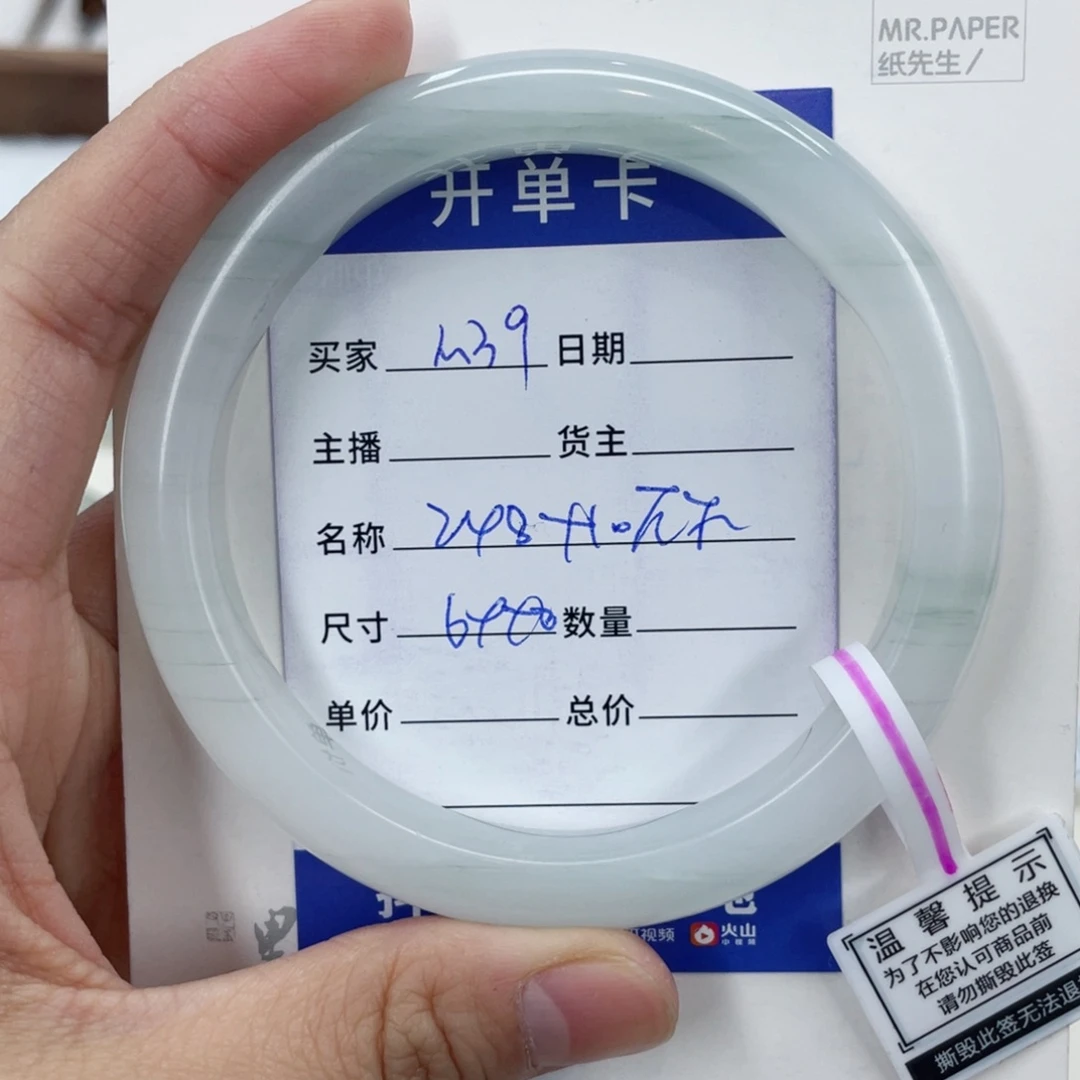 MR.PAPER
纸先生/
开单卡
买家 m39 日期
主播 货主
名称
尺寸 数量
单价 总价
火山
温馨提示
为了不影响您的退换
在您认可商品前
请勿撕毁此签
撕毁此签无法退